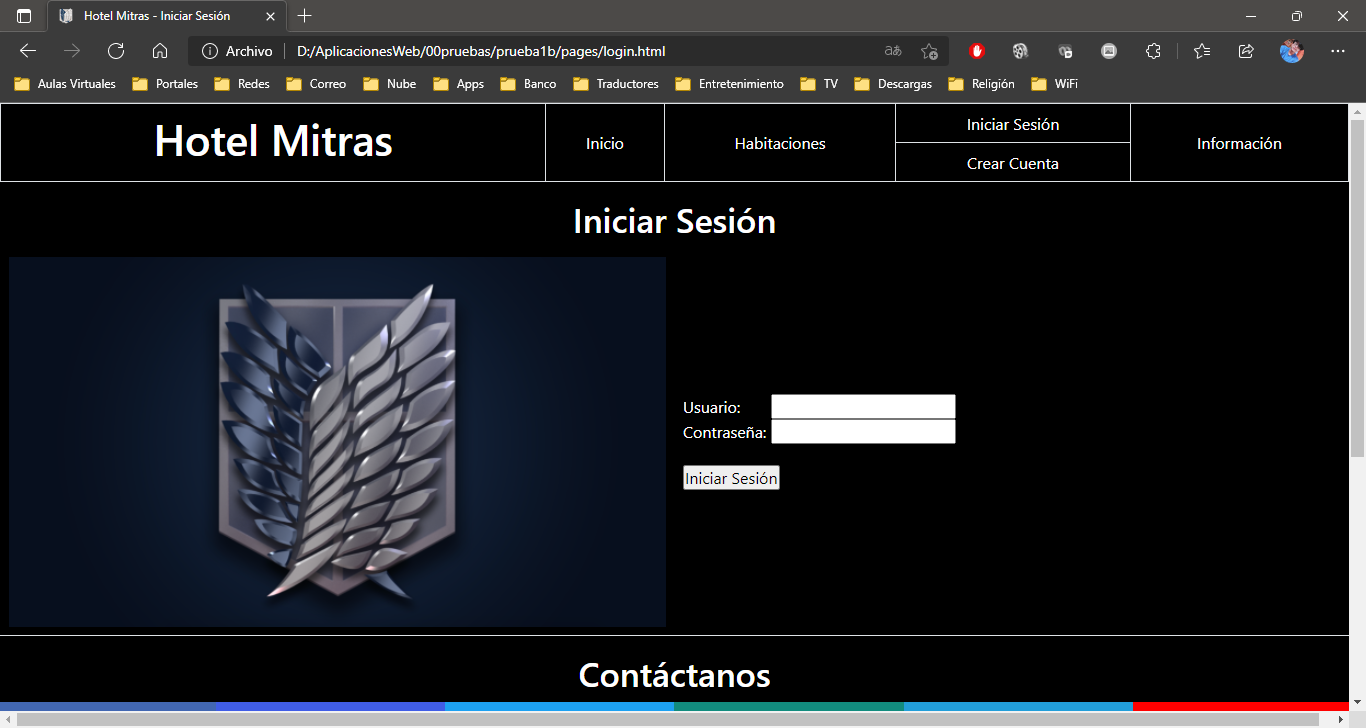 Hotel Mitras - Iniciar Sesión
Archivo D:/AplicacionesWeb/00pruebas/prueba1b/pages/login.html
Aulas Virtuales Portales Redes Correo Nube Apps Banco Traductores Entretenimiento TV Descargas Religión WiFi
Hotel Mitras
Inicio
Habitaciones
Iniciar Sesión
Crear Cuenta
Información
Iniciar Sesión
Usuario:
Contraseña:
Iniciar Sesión
Contáctanos